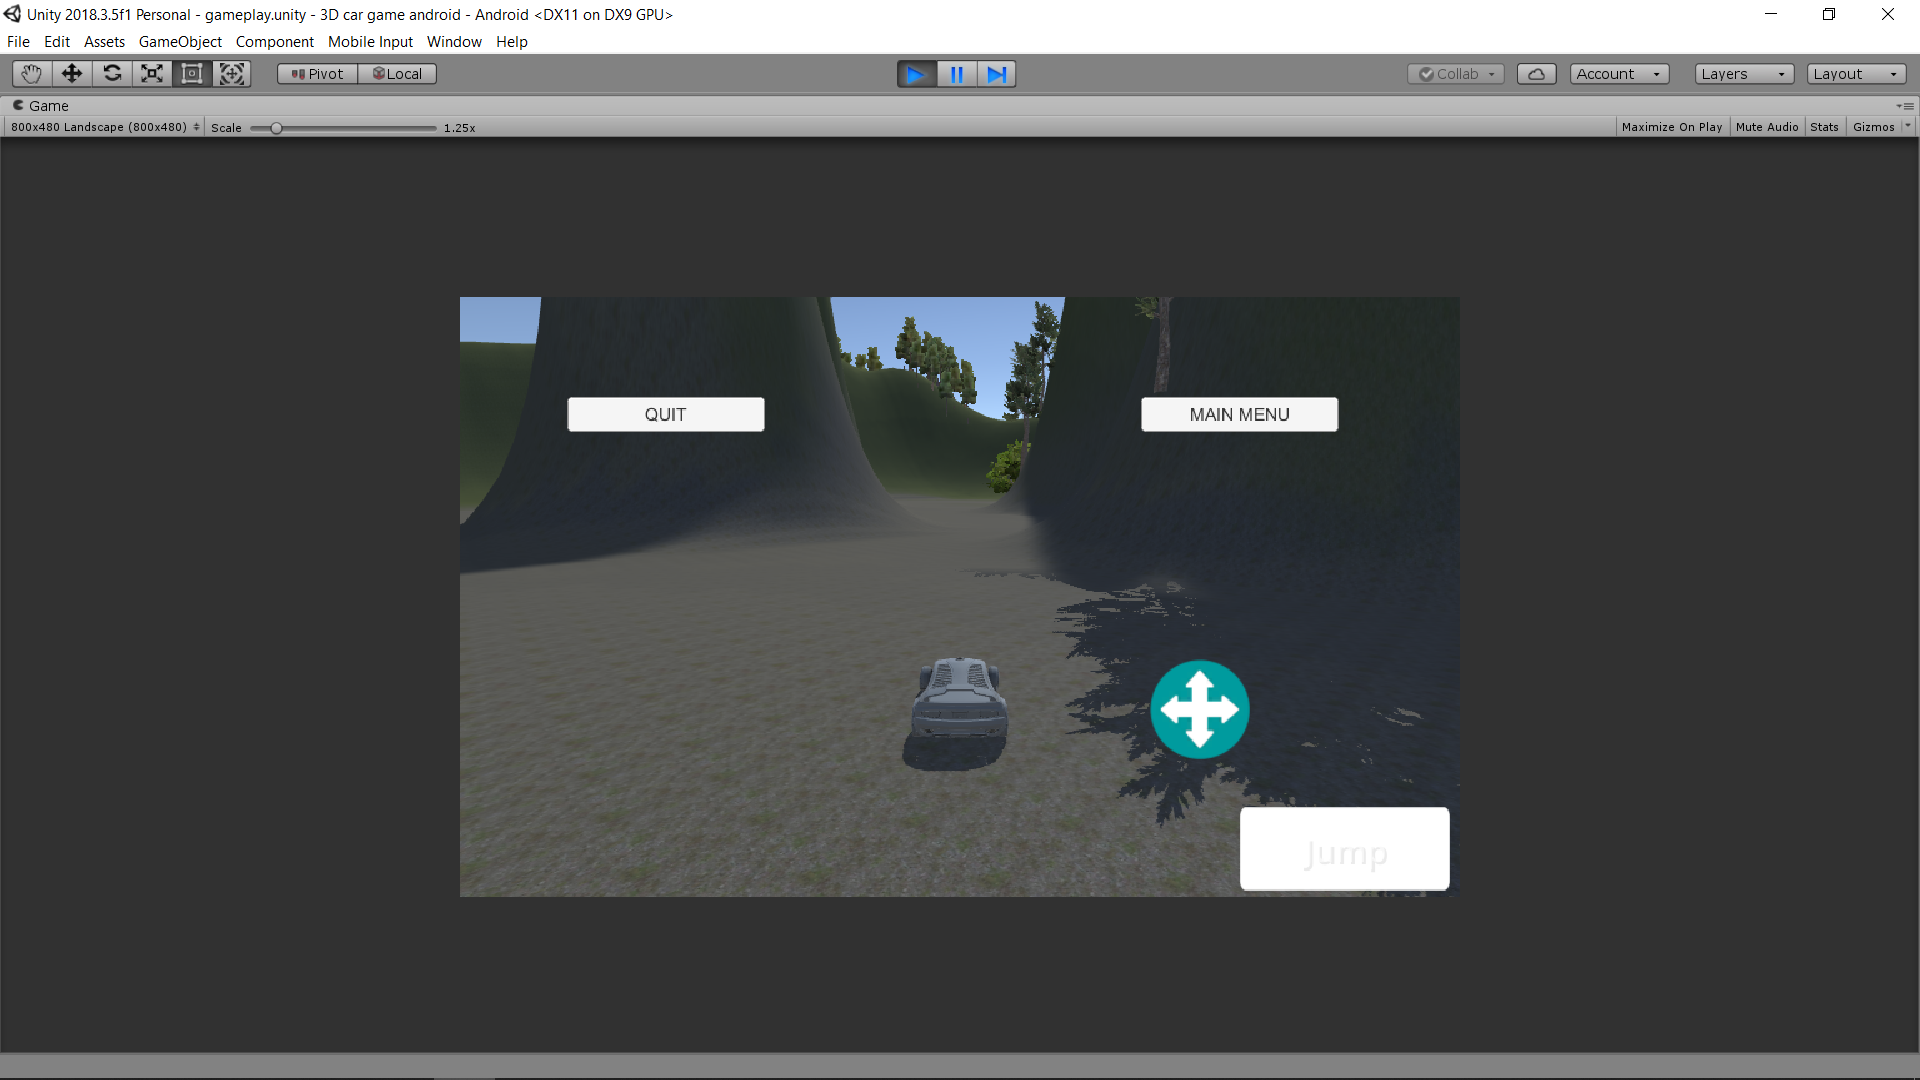 Unity 2018.3.5f1 Personal - gameplay.unity - 3D car game android - Android <DX11 on DX9 GPU>
File Edit Assets GameObject Component Mobile Input Window Help
Pivot Local Collab Account Layers Layout
Game
800x480 Landscape (800x480) Scale 1.25x Maximize On Play Mute Audio Stats Gizmos
QUIT MAIN MENU
Jump